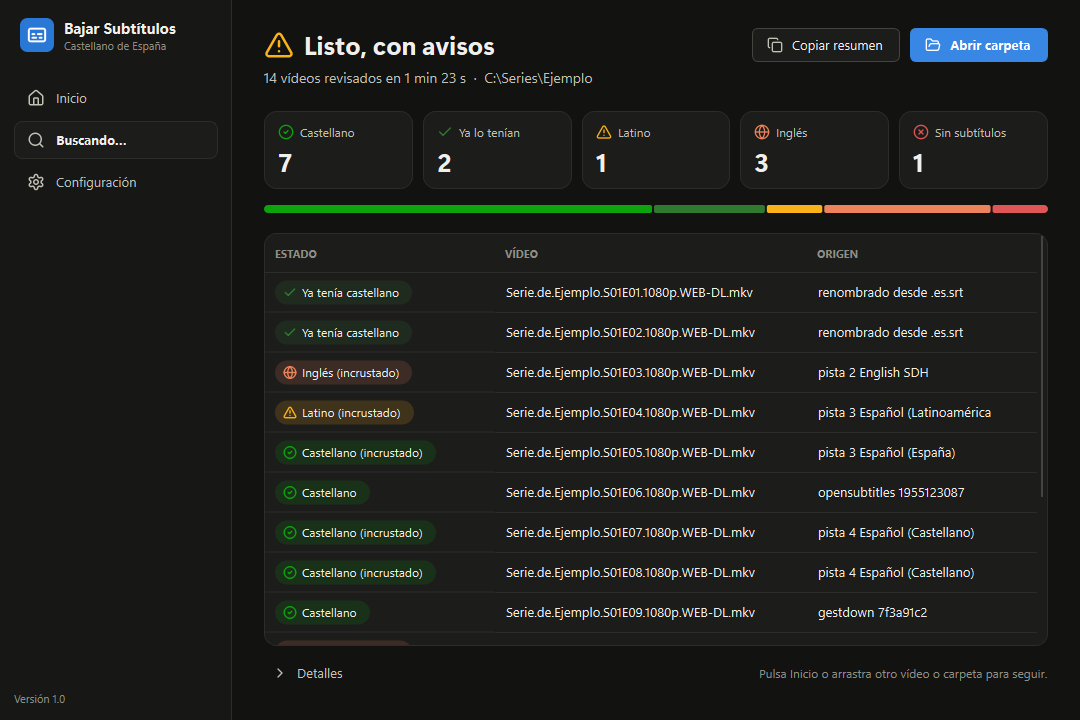 Bajar Subtítulos
Castellano de España
Inicio
Buscando...
Configuración
Versión 1.0
Listo, con avisos
14 vídeos revisados en 1 min 23 s · C:\Series\Ejemplo
Copiar resumen
Abrir carpeta
Castellano
7
Ya lo tenían
2
Latino
1
Inglés
3
Sin subtítulos
1
ESTADO VÍDEO ORIGEN
Ya tenía castellano Serie.de.Ejemplo.S01E01.1080p.WEB-DL.mkv renombrado desde .es.srt
Ya tenía castellano Serie.de.Ejemplo.S01E02.1080p.WEB-DL.mkv renombrado desde .es.srt
Inglés (incrustado) Serie.de.Ejemplo.S01E03.1080p.WEB-DL.mkv pista 2 English SDH
Latino (incrustado) Serie.de.Ejemplo.S01E04.1080p.WEB-DL.mkv pista 3 Español (Latinoamérica
Castellano (incrustado) Serie.de.Ejemplo.S01E05.1080p.WEB-DL.mkv pista 3 Español (España)
Castellano Serie.de.Ejemplo.S01E06.1080p.WEB-DL.mkv opensubtitles 1955123087
Castellano (incrustado) Serie.de.Ejemplo.S01E07.1080p.WEB-DL.mkv pista 4 Español (Castellano)
Castellano (incrustado) Serie.de.Ejemplo.S01E08.1080p.WEB-DL.mkv pista 4 Español (Castellano)
Castellano Serie.de.Ejemplo.S01E09.1080p.WEB-DL.mkv gestdown 7f3a91c2
Detalles
Pulsa Inicio o arrastra otro vídeo o carpeta para seguir.